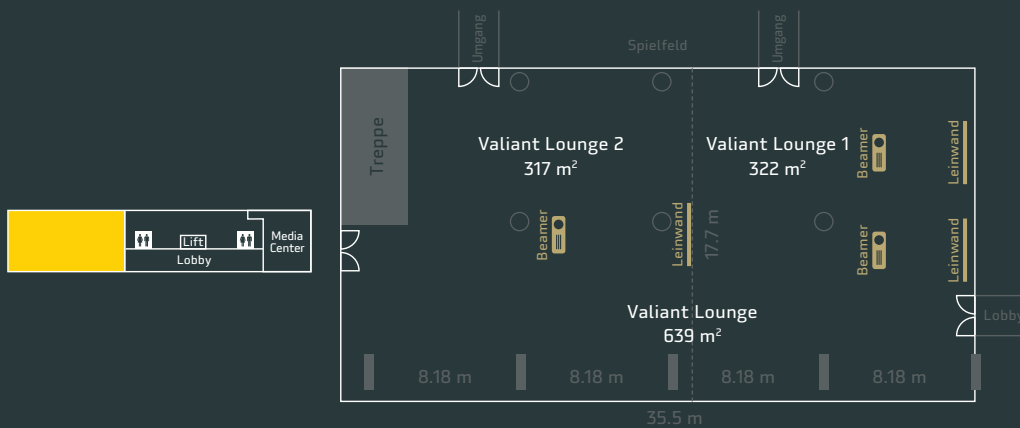 Umgang
Spielfeld
Umgang
Treppe
Valiant Lounge 2
317 m²
Valiant Lounge 1
322 m²
Beamer
Leinwand
Beamer
Leinwand
17.7 m
Beamer
Leinwand
Lift
Lobby
Media
Center
Valiant Lounge
639 m²
Lobby
8.18 m
8.18 m
8.18 m
8.18 m
35.5 m